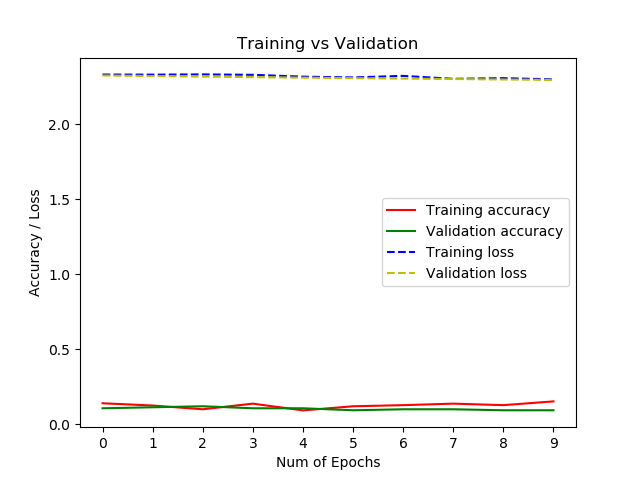 Training vs Validation
Accuracy / Loss
2.0
1.5
1.0
0.5
0.0
Training accuracy
Validation accuracy
Training loss
Validation loss
0 1 2 3 4 5 6 7 8 9
Num of Epochs